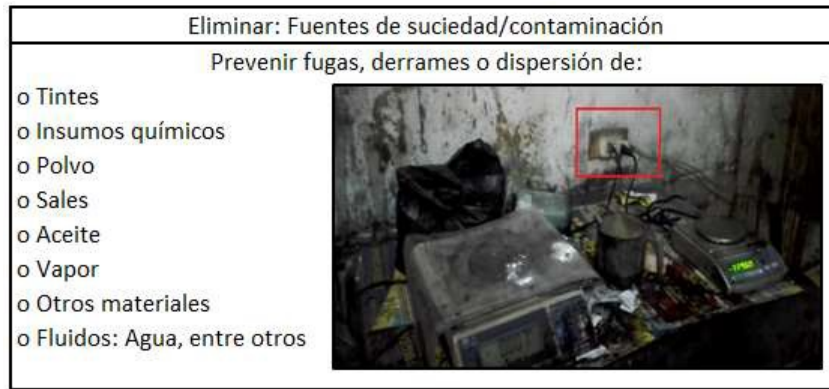 Eliminar: Fuentes de suciedad/contaminación
Prevenir fugas, derrames o dispersión de:
o Tintes
o Insumos químicos
o Polvo
o Sales
o Aceite
o Vapor
o Otros materiales
o Fluidos: Agua, entre otros